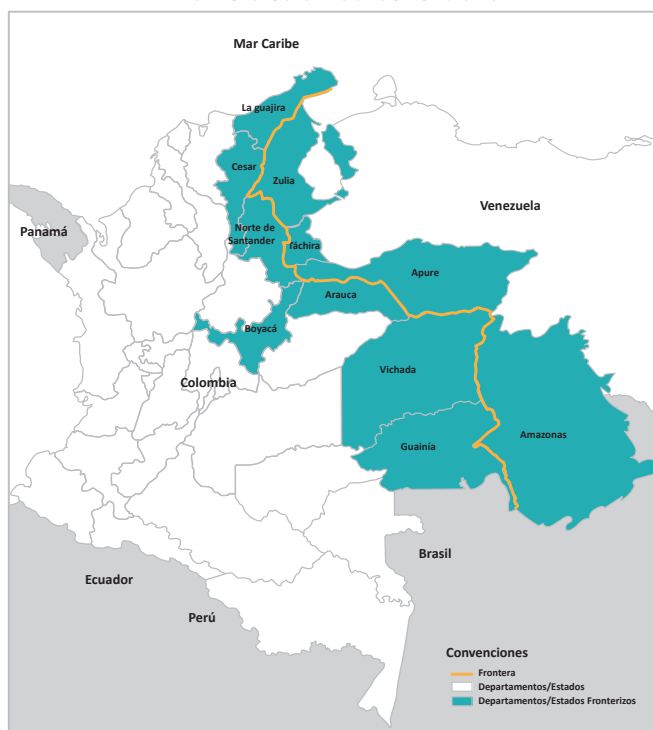 Mar Caribe
La guajira
Cesar
Zulia
Venezuela
Panamá
Norte de
Santander
Táchira
Apure
Arauca
Boyacá
Vichada
Colombia
Guainía
Amazonas
Brasil
Ecuador
Perú
Convenciones
Frontera
Departamentos/Estados
Departamentos/Estados Fronterizos